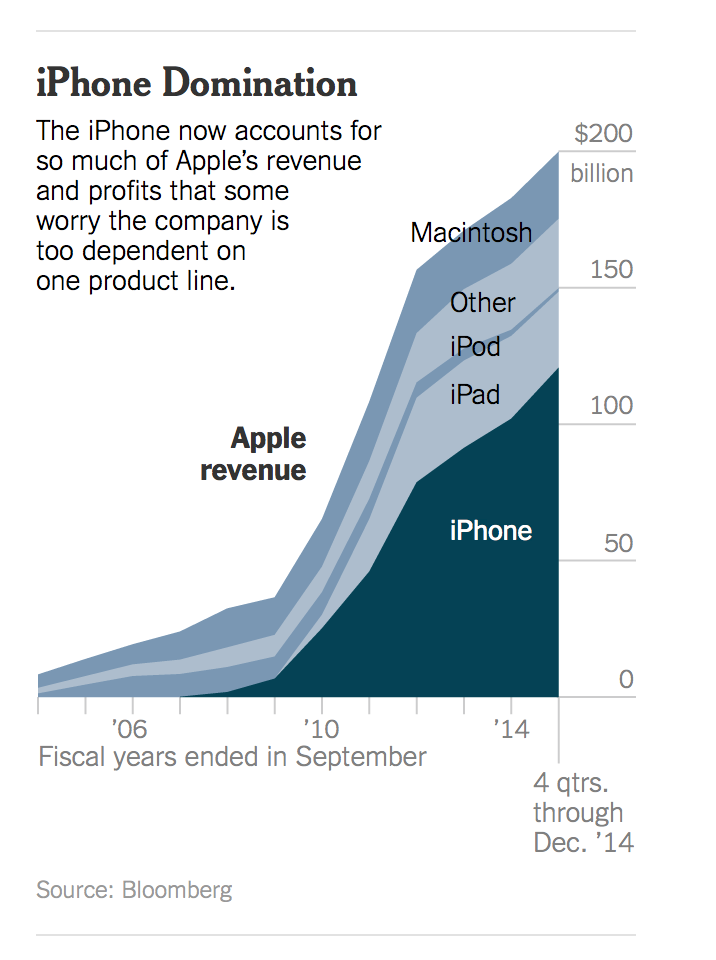 iPhone Domination
The iPhone now accounts for
so much of Apple's revenue
and profits that some
worry the company is
too dependent on
one product line.
$200
billion
Macintosh
150
Other
iPod
iPad
100
Apple
revenue
iPhone
50
0
’06
’10
’14
Fiscal years ended in September
4 qtrs.
through
Dec. ’14
Source: Bloomberg